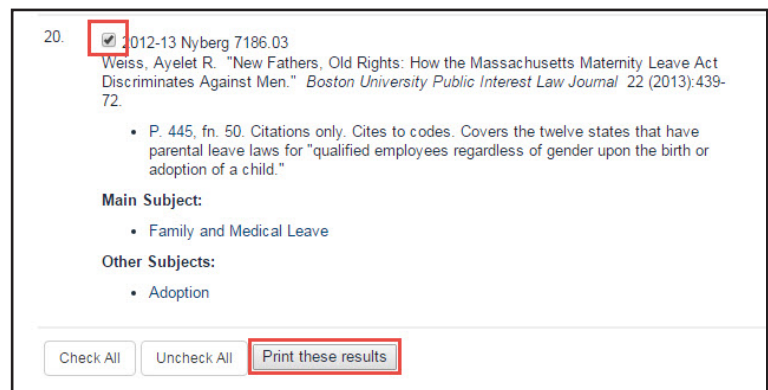 20. 2012-13 Nyberg 7186.03
Weiss, Ayelet R. "New Fathers, Old Rights: How the Massachusetts Maternity Leave Act
Discriminates Against Men." Boston University Public Interest Law Journal 22 (2013):439-
72.
• P. 445, fn. 50. Citations only. Cites to codes. Covers the twelve states that have
parental leave laws for "qualified employees regardless of gender upon the birth or
adoption of a child."
Main Subject:
• Family and Medical Leave
Other Subjects:
• Adoption
Check All Uncheck All Print these results